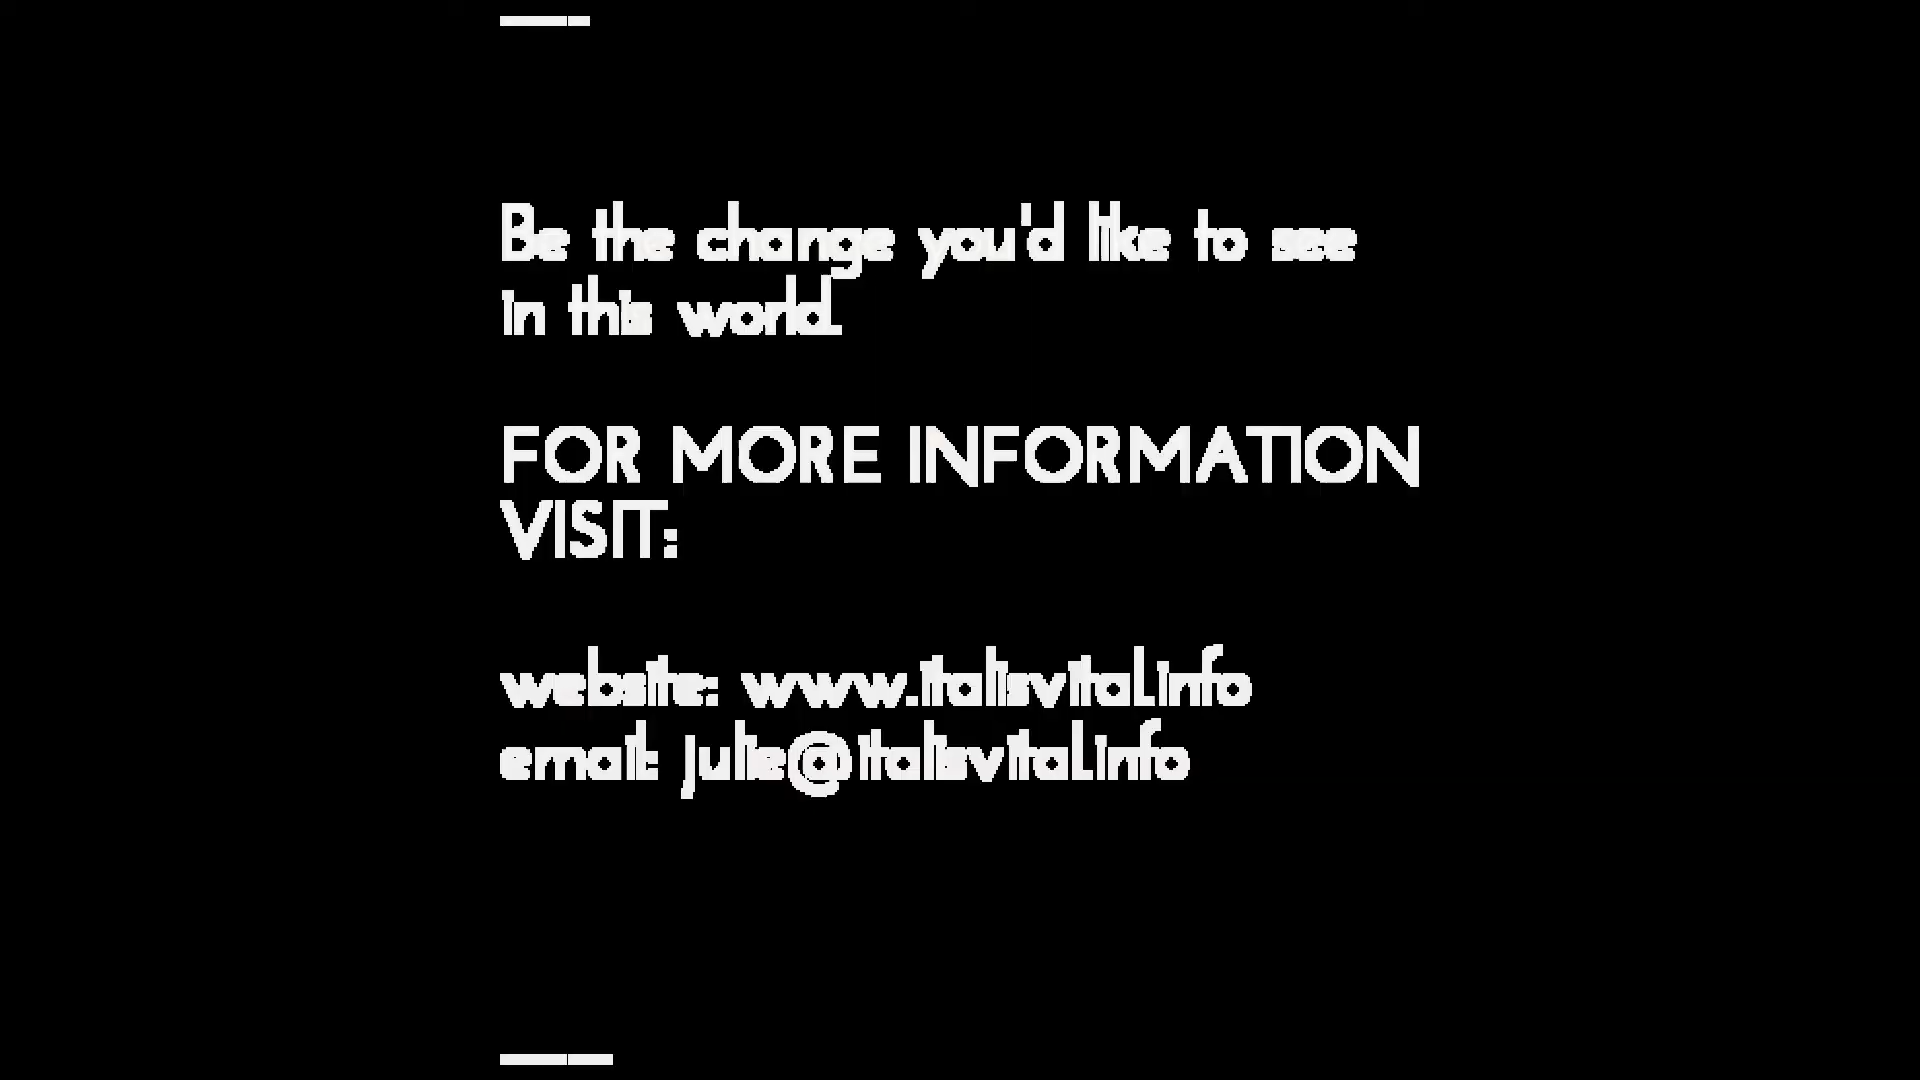 Be the change you'd like to see
in this world.
FOR MORE INFORMATION
VISIT:
website: www.italisvital.info
email: julie@italisvital.info